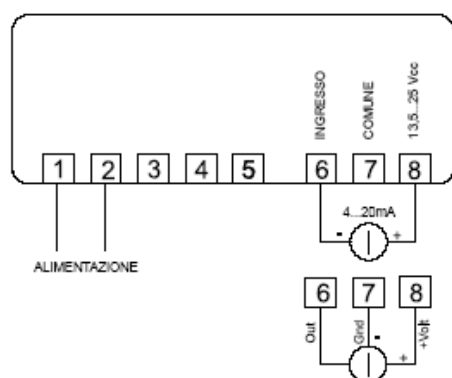 INGRESSO
COMUNE
13,5...25 Vcc
1 2 3 4 5 6 7 8
4...20mA
- +
ALIMENTAZIONE
6 7 8
Out
Gnd
+Volt
- +